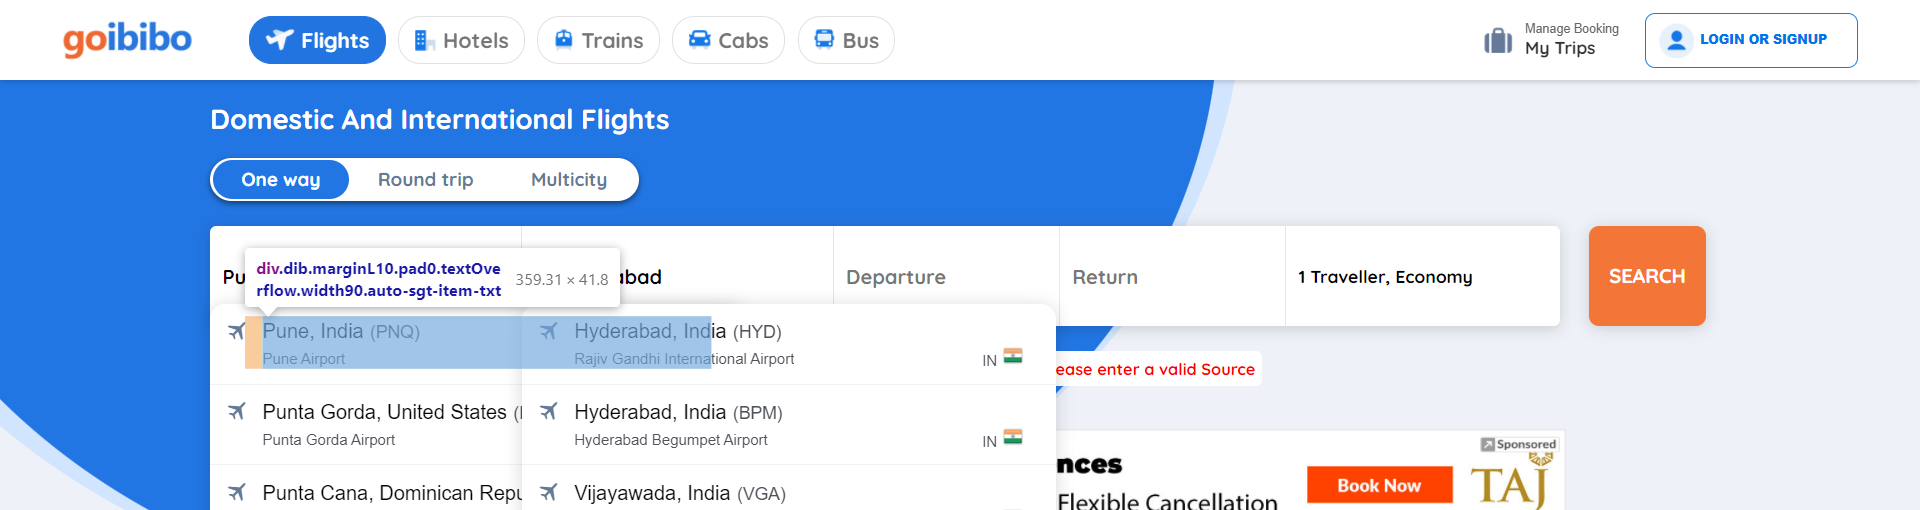 goibibo
Flights
Hotels
Trains
Cabs
Bus
Manage Booking
My Trips
LOGIN OR SIGNUP
Domestic And International Flights
One way
Round trip
Multicity
div.dib.marginL10.pad0.textOve
rflow.width90.auto-sgt-item-txt
359.31 × 41.8
Pu
abad
Departure
Return
1 Traveller, Economy
SEARCH
Pune, India (PNQ)
Pune Airport
Hyderabad, India (HYD)
Rajiv Gandhi International Airport
IN
ease enter a valid Source
Punta Gorda, United States (
Punta Gorda Airport
Hyderabad, India (BPM)
Hyderabad Begumpet Airport
IN
Punta Cana, Dominican Repu
Vijayawada, India (VGA)
Sponsored
nces
Flexible Cancellation
Book Now
TAJ